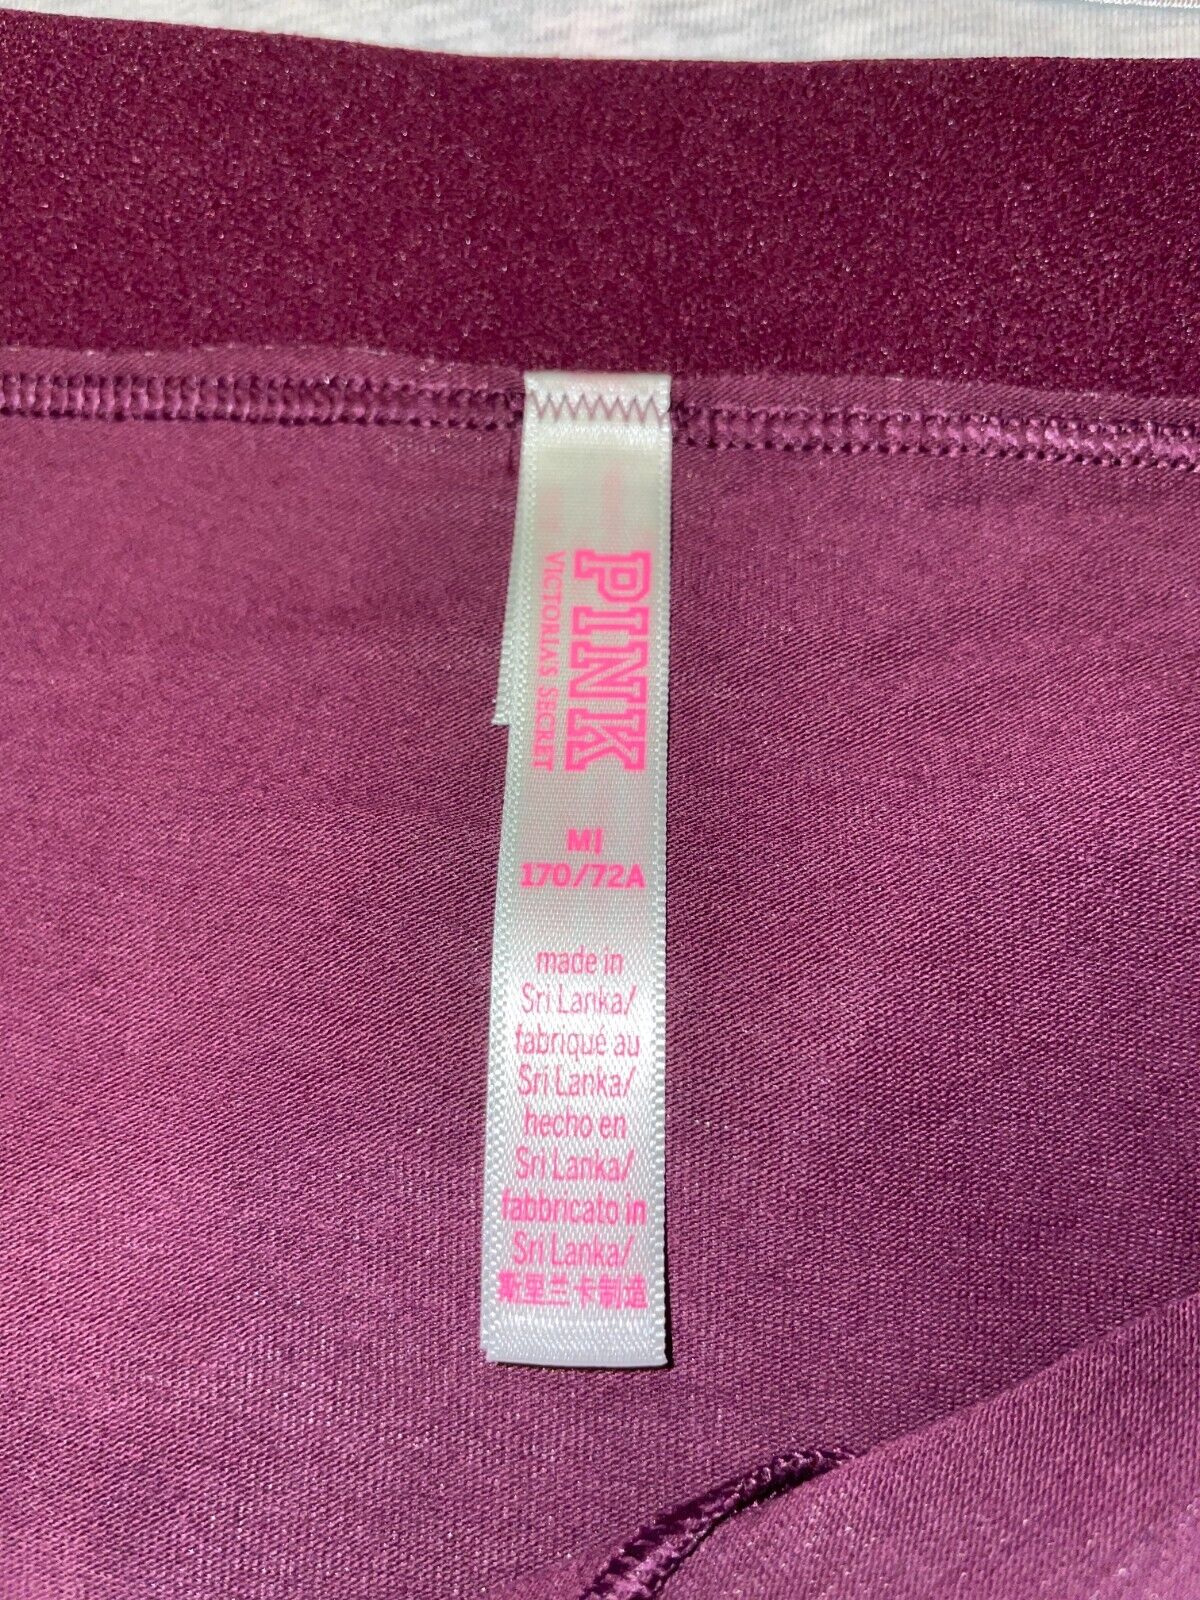 PINK
VICTORIA'S SECRET
M|
170/72A
made in
Sri Lanka/
fabriqué au
Sri Lanka/
hecho en
Sri Lanka/
fabbricato in
Sri Lanka/
斯里兰卡制造